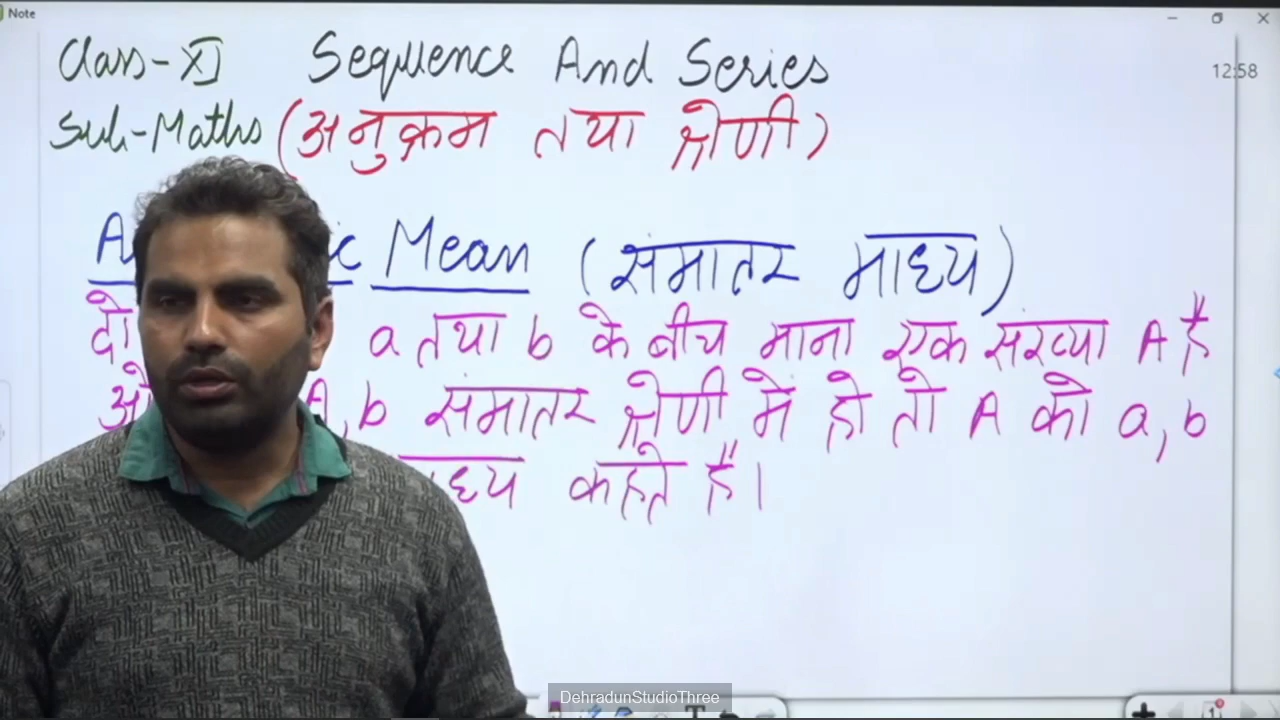 Note
12:58
Class-XI Sequence And Series
Sub-Maths (अनुक्रम तथा श्रेणी)
Mean (समातर माध्य)
दो a तथा b के बीच माना एक संख्या A है
A, b समातर श्रेणी में हो तो A को a, b
कहते हैं।
DehradunStudioThree